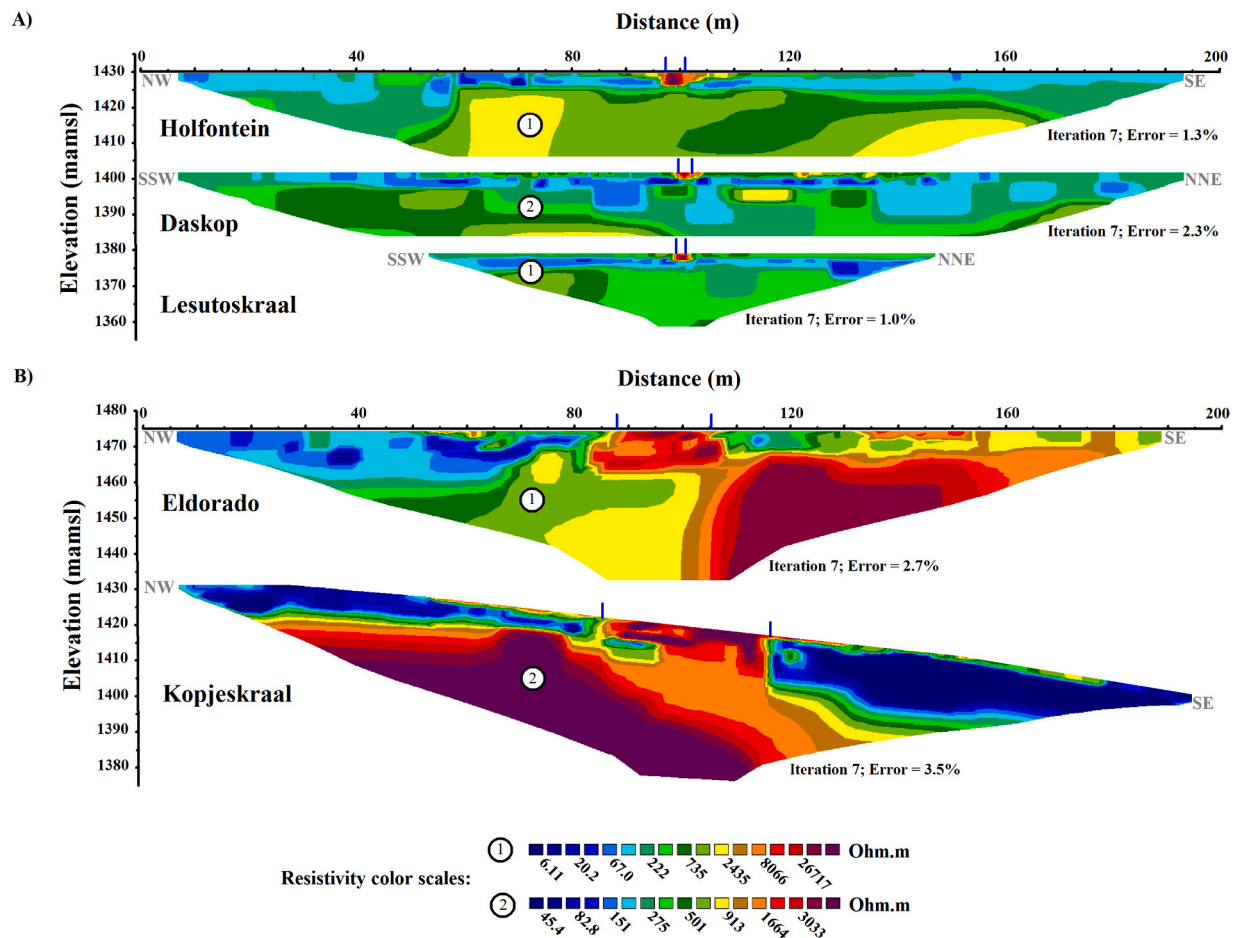 A)
Distance (m)
0 40 80 120 160 200
Elevation (mamsl)
1430
1420
1410
1400
1390
1380
1370
1360
NW
SE
Holfontein
1
Iteration 7; Error = 1.3%
SSW
NNE
Daskop
2
Iteration 7; Error = 2.3%
SSW
NNE
Lesutoskraal
1
Iteration 7; Error = 1.0%
B)
Distance (m)
0 40 80 120 160 200
Elevation (mamsl)
1480
1470
1460
1450
1440
1430
1420
1410
1400
1390
1380
NW
SE
Eldorado
1
Iteration 7; Error = 2.7%
NW
SE
Kopjeskraal
2
Iteration 7; Error = 3.5%
Resistivity color scales:
1 Ohm.m
6.11 20.2 67.0 222 735 2435 8066 26717
2 Ohm.m
45.4 82.8 151 275 501 913 1664 3033